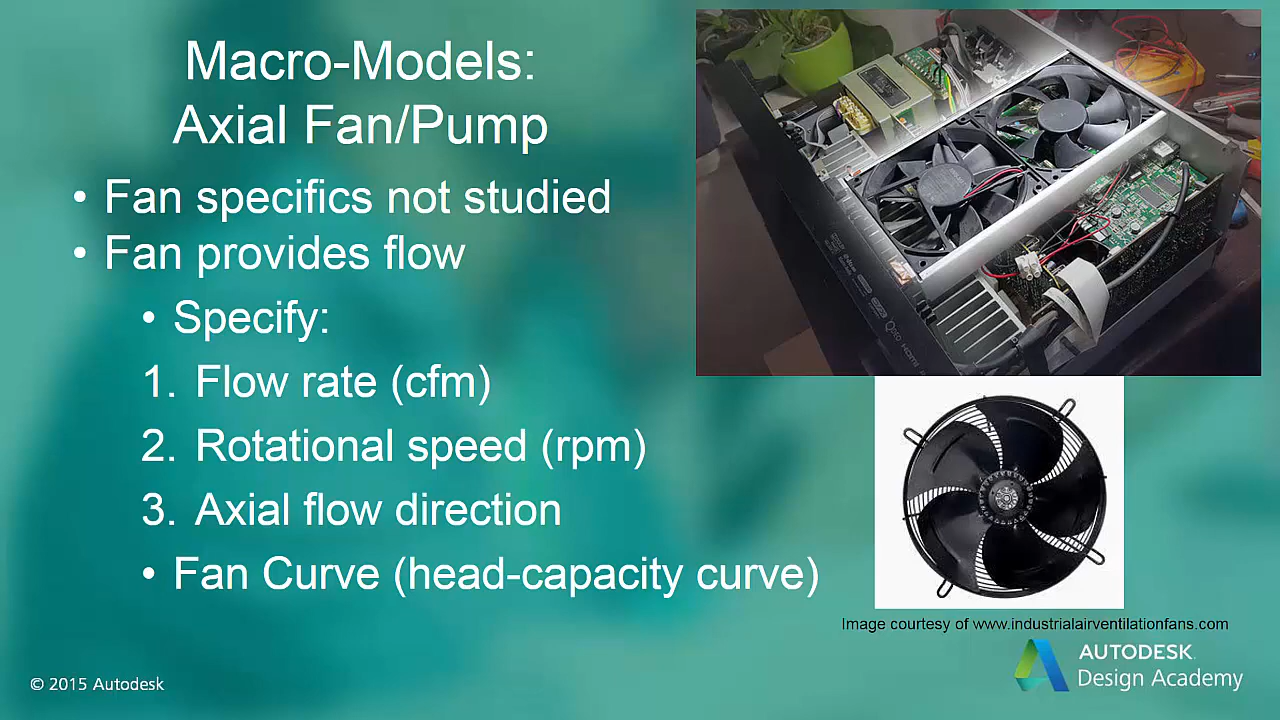 Macro-Models:
Axial Fan/Pump
• Fan specifics not studied
• Fan provides flow
• Specify:
1. Flow rate (cfm)
2. Rotational speed (rpm)
3. Axial flow direction
• Fan Curve (head-capacity curve)
Image courtesy of www.industrialairventilationfans.com
AUTODESK
Design Academy
© 2015 Autodesk